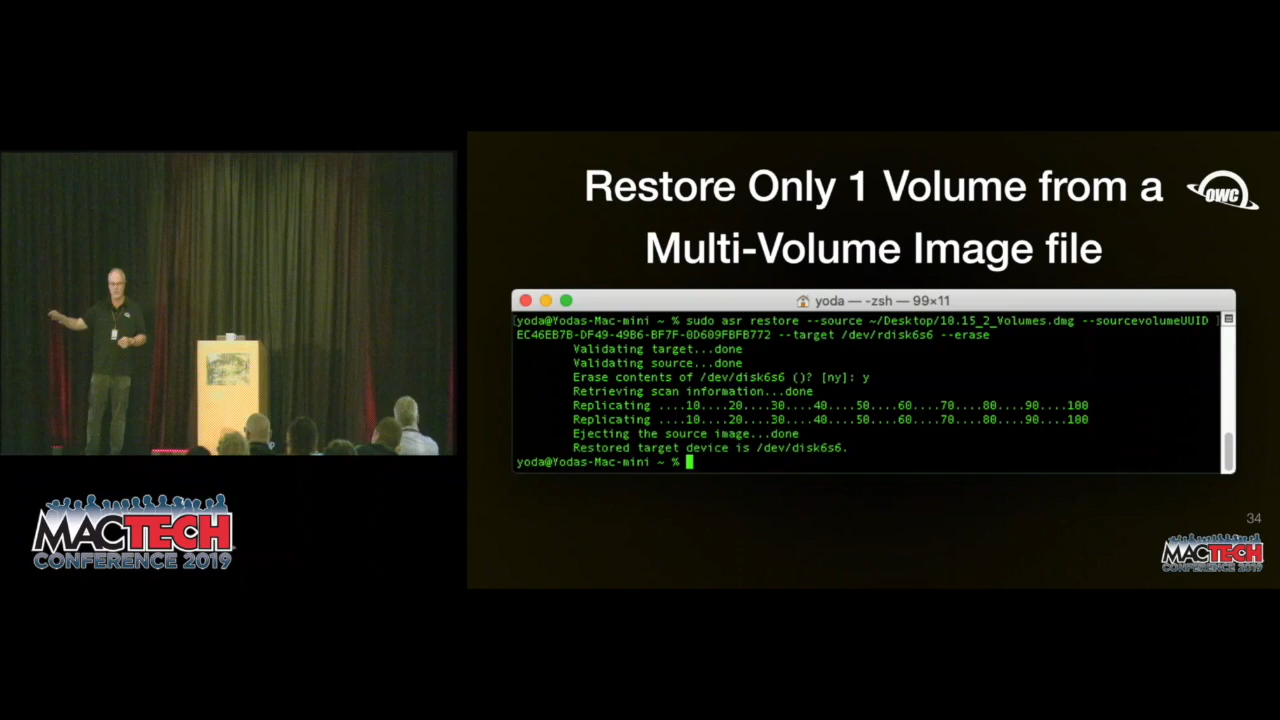 Restore Only 1 Volume from a
Multi-Volume Image file
OWC
yoda — -zsh — 99×11
yoda@Yodas-Mac-mini ~ % sudo asr restore --source ~/Desktop/10.15_2_Volumes.dmg --sourcevolumeUUID
EC46EB7B-DF49-49B6-BF7F-0D609FBFB772 --target /dev/rdisk6s6 --erase
Validating target...done
Validating source...done
Erase contents of /dev/disk6s6 ()? [ny]: y
Retrieving scan information...done
Replicating ....10....20....30....40....50....60....70....80....90....100
Replicating ....10....20....30....40....50....60....70....80....90....100
Ejecting the source image...done
Restored target device is /dev/disk6s6.
yoda@Yodas-Mac-mini ~ %
34
MACTECH
CONFERENCE 2019
MACTECH
CONFERENCE 2019